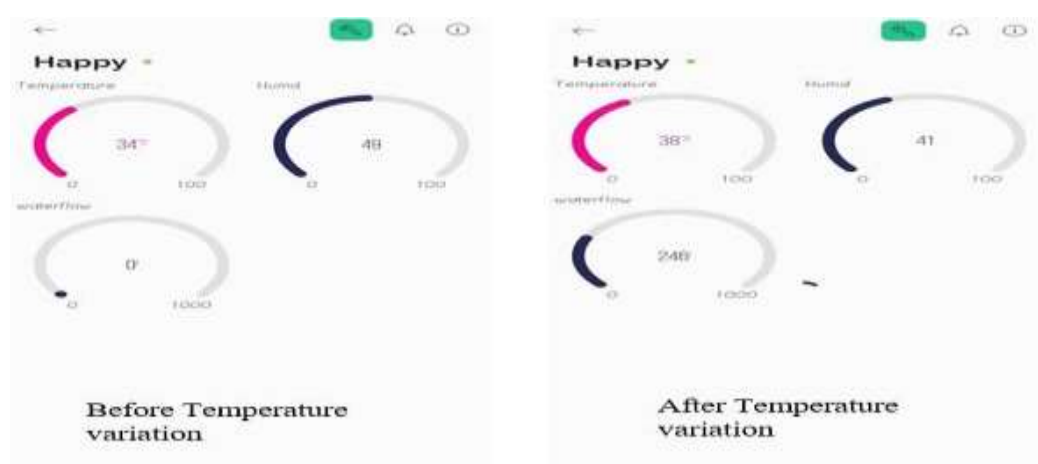 Happy
Temperature
Humid
34°C
49
0
100
0
100
waterflow
0
0
1000
Before Temperature
variation
Happy
Temperature
Humid
38°C
41
0
100
0
100
waterflow
0
1000
After Temperature
variation